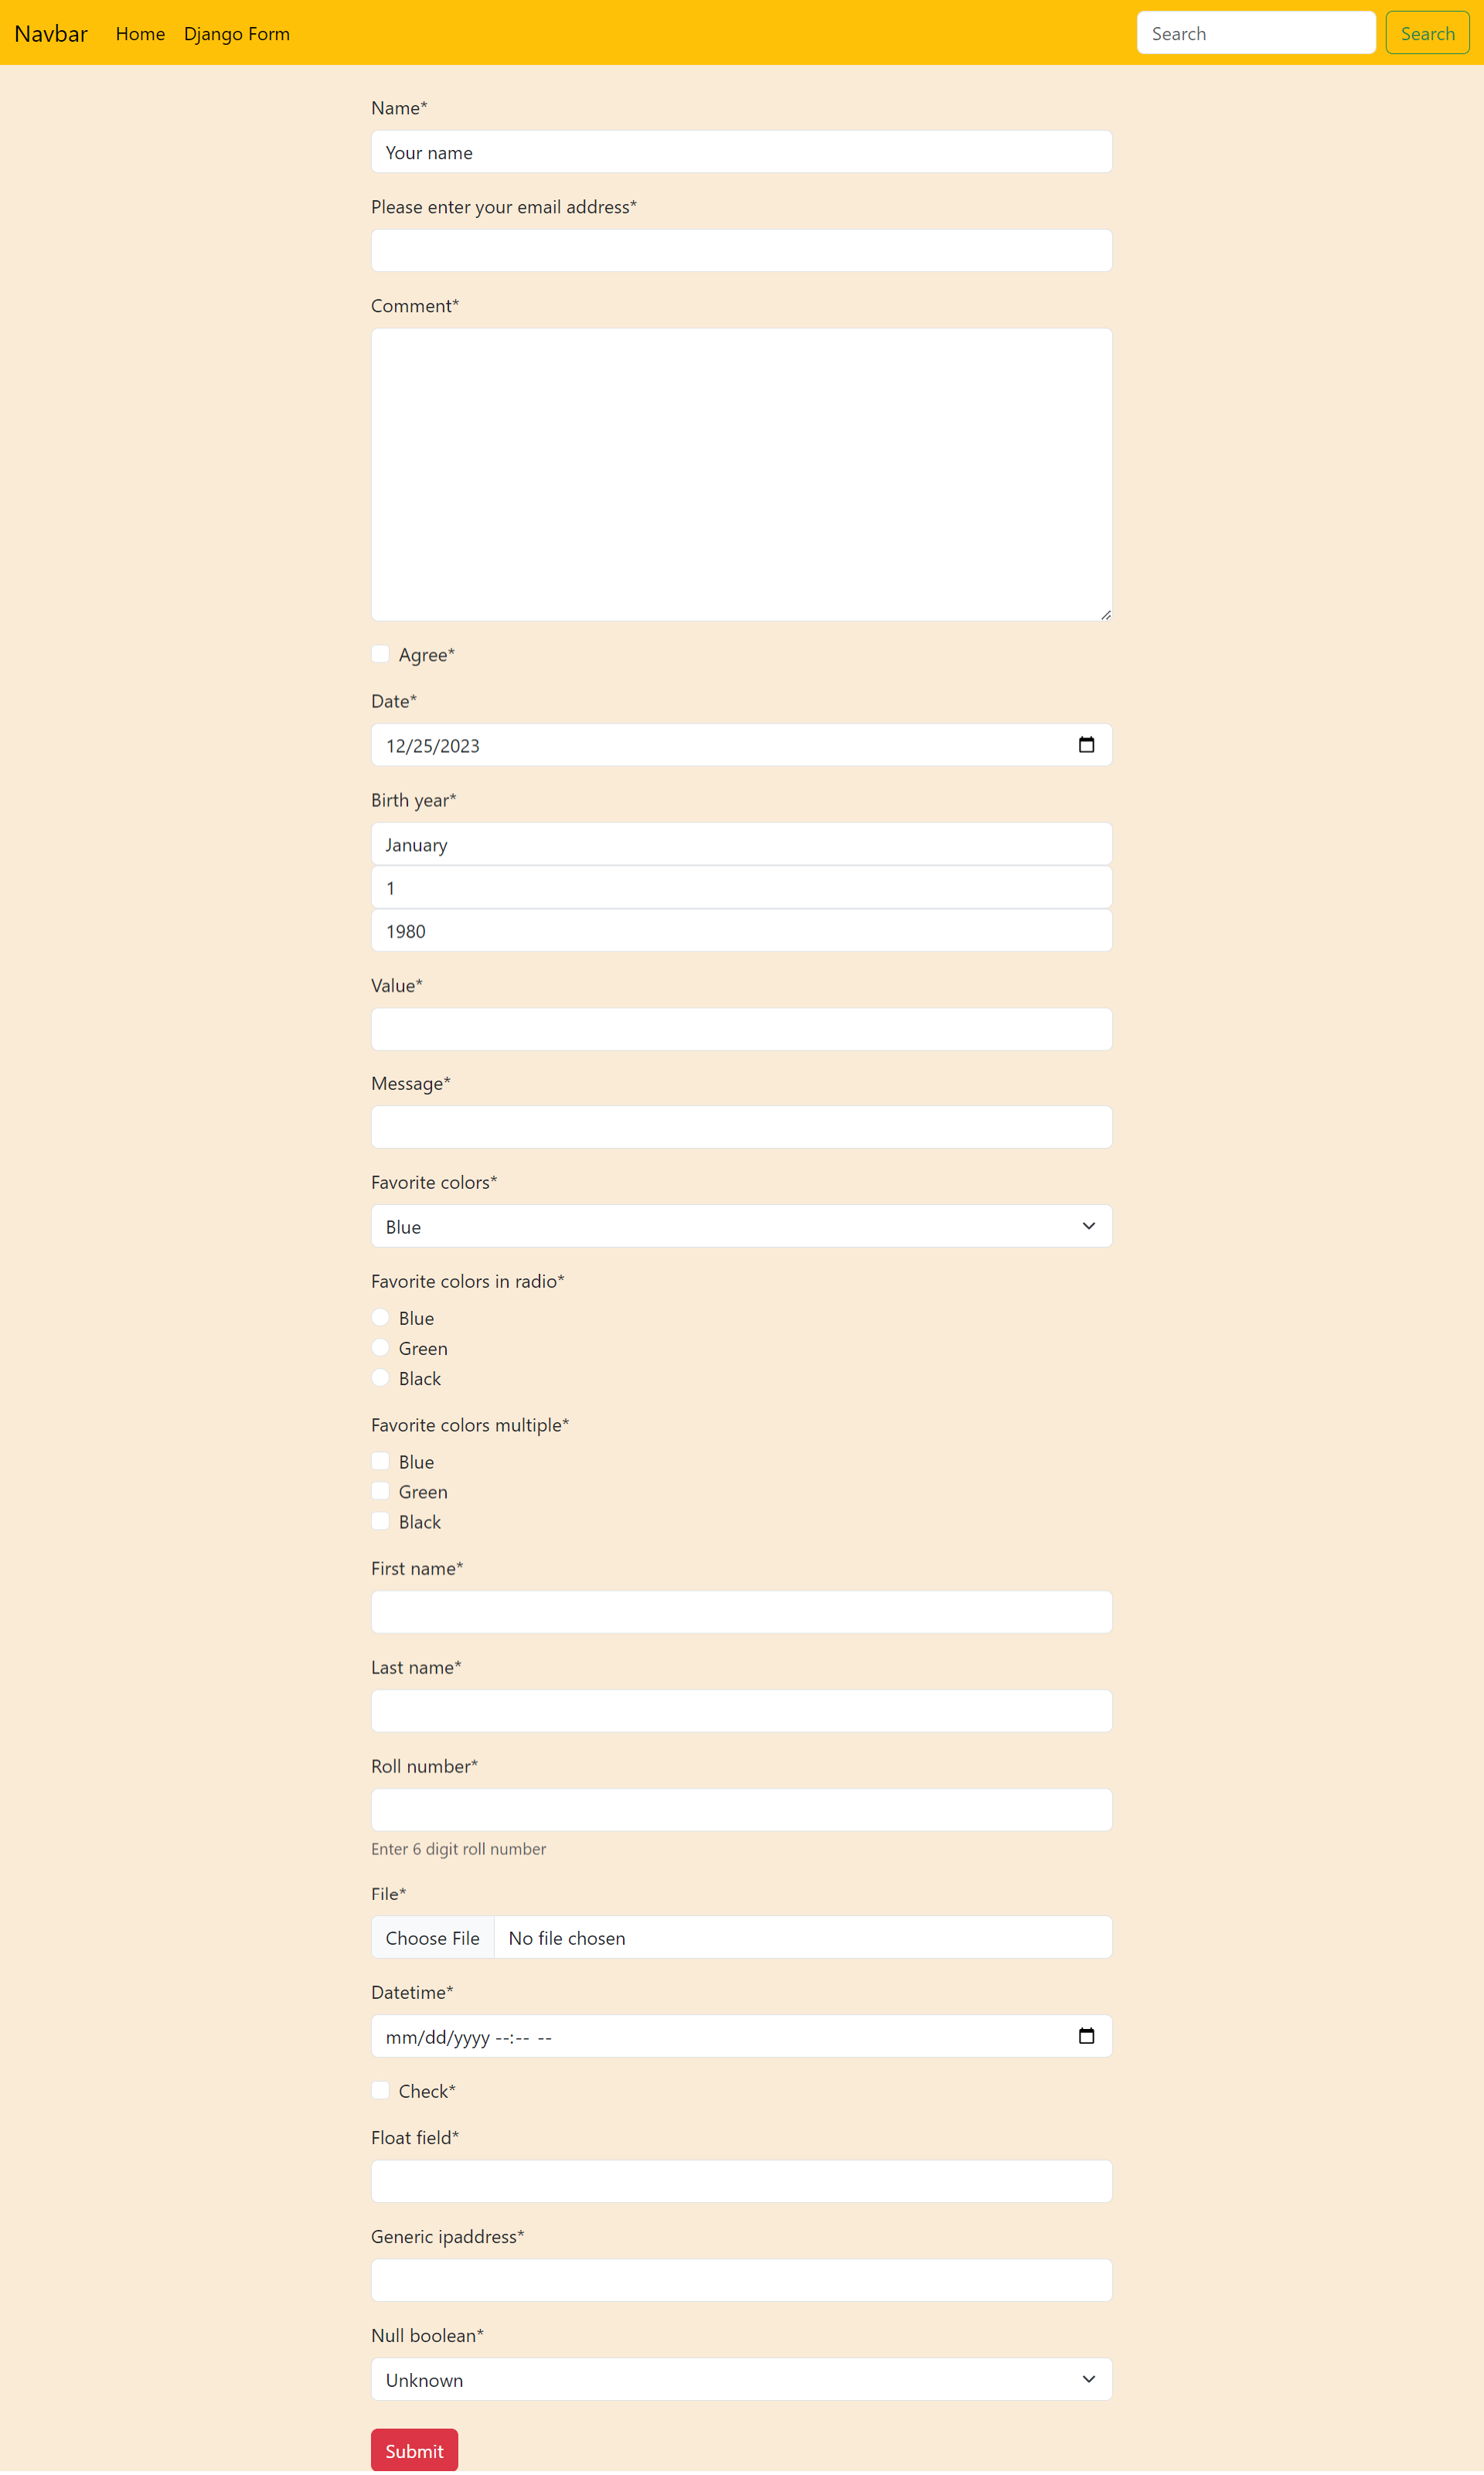 Navbar Home Django Form Search Search
Name*
Your name
Please enter your email address*
Comment*
Agree*
Date*
12/25/2023
Birth year*
January
1
1980
Value*
Message*
Favorite colors*
Blue
Favorite colors in radio*
Blue
Green
Black
Favorite colors multiple*
Blue
Green
Black
First name*
Last name*
Roll number*
Enter 6 digit roll number
File*
Choose File No file chosen
Datetime*
mm/dd/yyyy --:-- --
Check*
Float field*
Generic ipaddress*
Null boolean*
Unknown
Submit